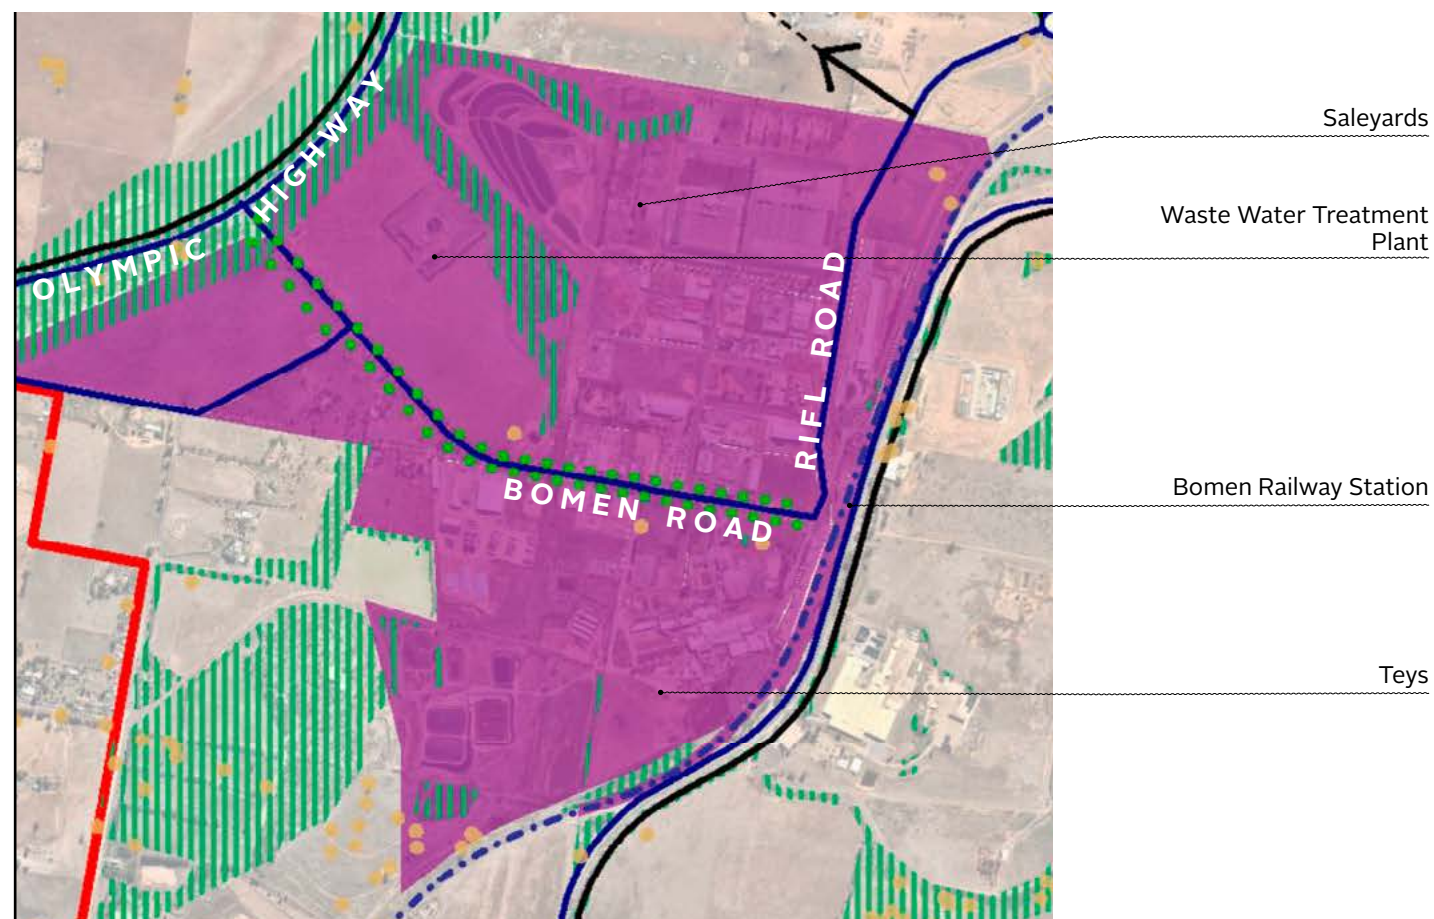 Saleyards
Waste Water Treatment
Plant
Bomen Railway Station
Teys
OLYMPIC HIGHWAY
RIFL ROAD
BOMEN ROAD